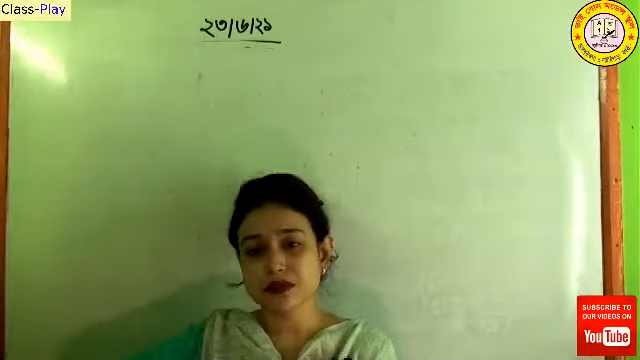 Class-Play
২৩/৬/২১
SUBSCRIBE TO
OUR VIDEOS ON
YouTube